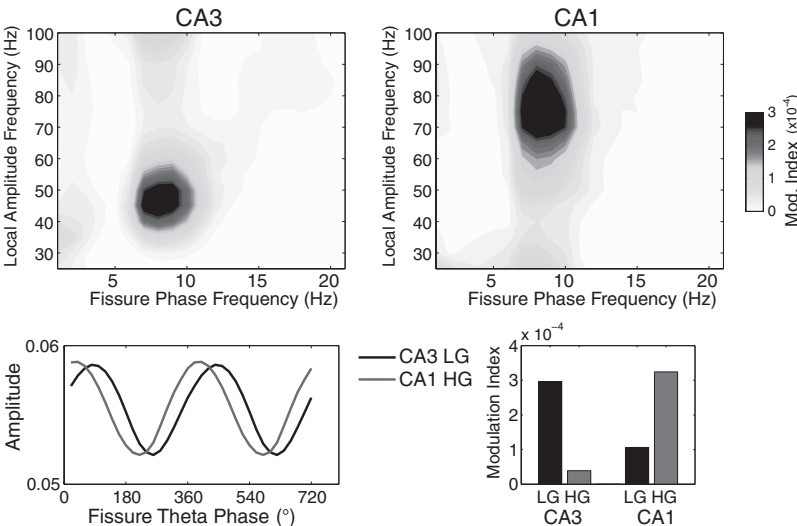 CA3
CA1
Local Amplitude Frequency (Hz)
100
90
80
70
60
50
40
30
5
10
15
20
Fissure Phase Frequency (Hz)
Local Amplitude Frequency (Hz)
100
90
80
70
60
50
40
30
5
10
15
20
Fissure Phase Frequency (Hz)
3
2
1
0
Mod. Index (x10⁻⁴)
Amplitude
0.06
0.05
0
180
360
540
720
Fissure Theta Phase (°)
CA3 LG
CA1 HG
x 10⁻⁴
Modulation Index
4
3
2
1
0
LG HG
LG HG
CA3
CA1